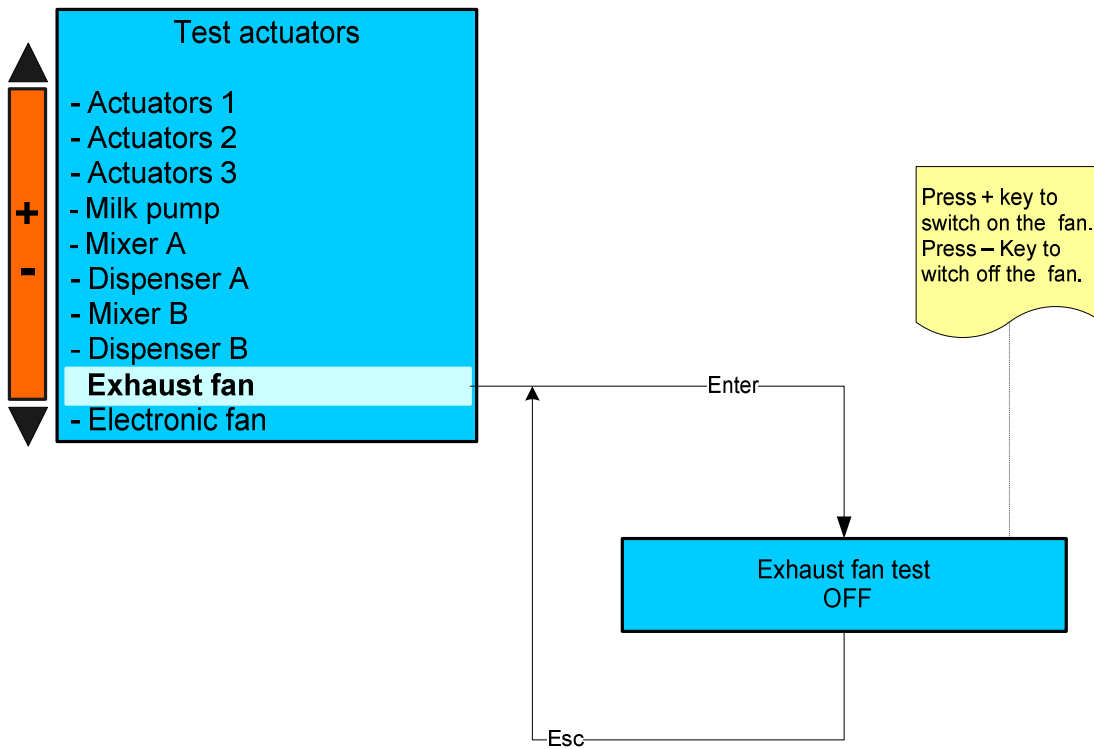 Test actuators
- Actuators 1
- Actuators 2
- Actuators 3
- Milk pump
- Mixer A
- Dispenser A
- Mixer B
- Dispenser B
Exhaust fan
- Electronic fan
+
-
Press + key to
switch on the fan.
Press – Key to
witch off the fan.
Enter
Exhaust fan test
OFF
Esc